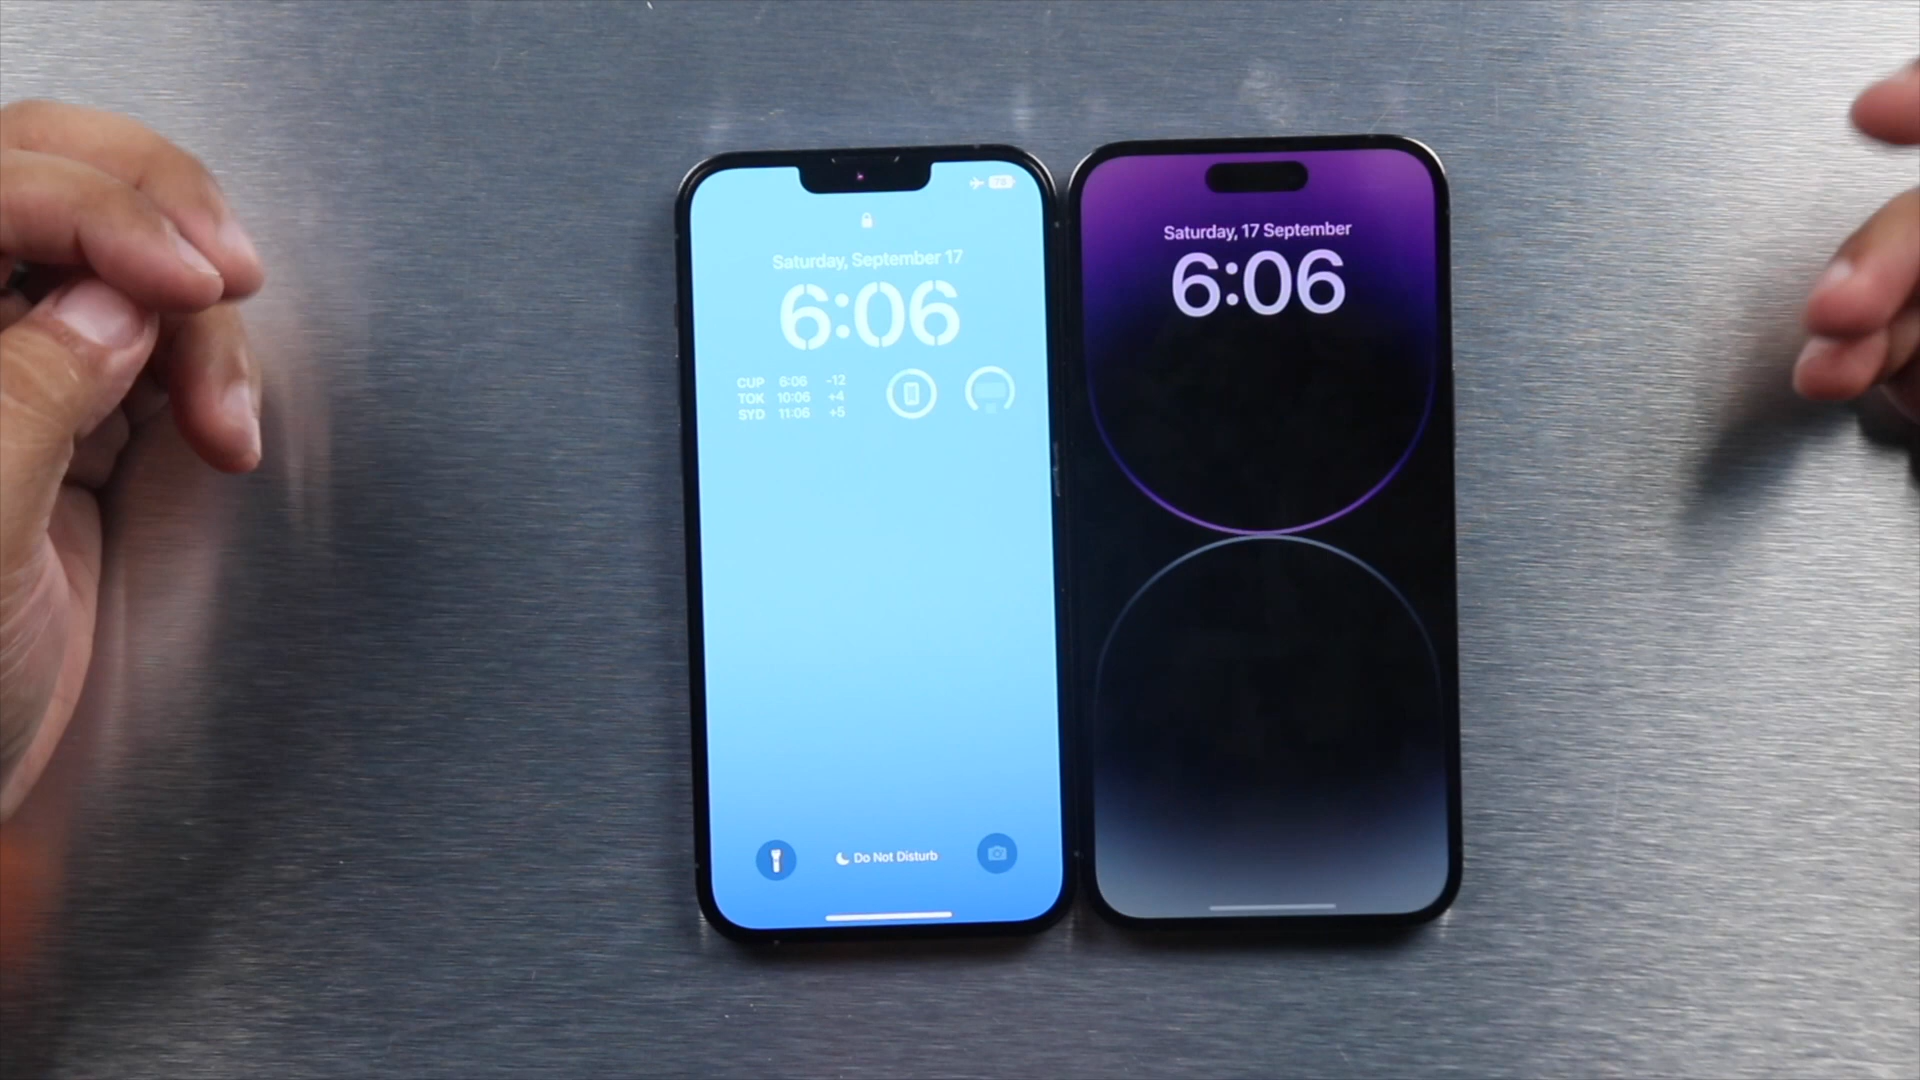 Saturday, September 17
6:06
CUP 6:06 -12
TOK 10:06 +4
SYD 11:06 +5
Do Not Disturb
Saturday, 17 September
6:06